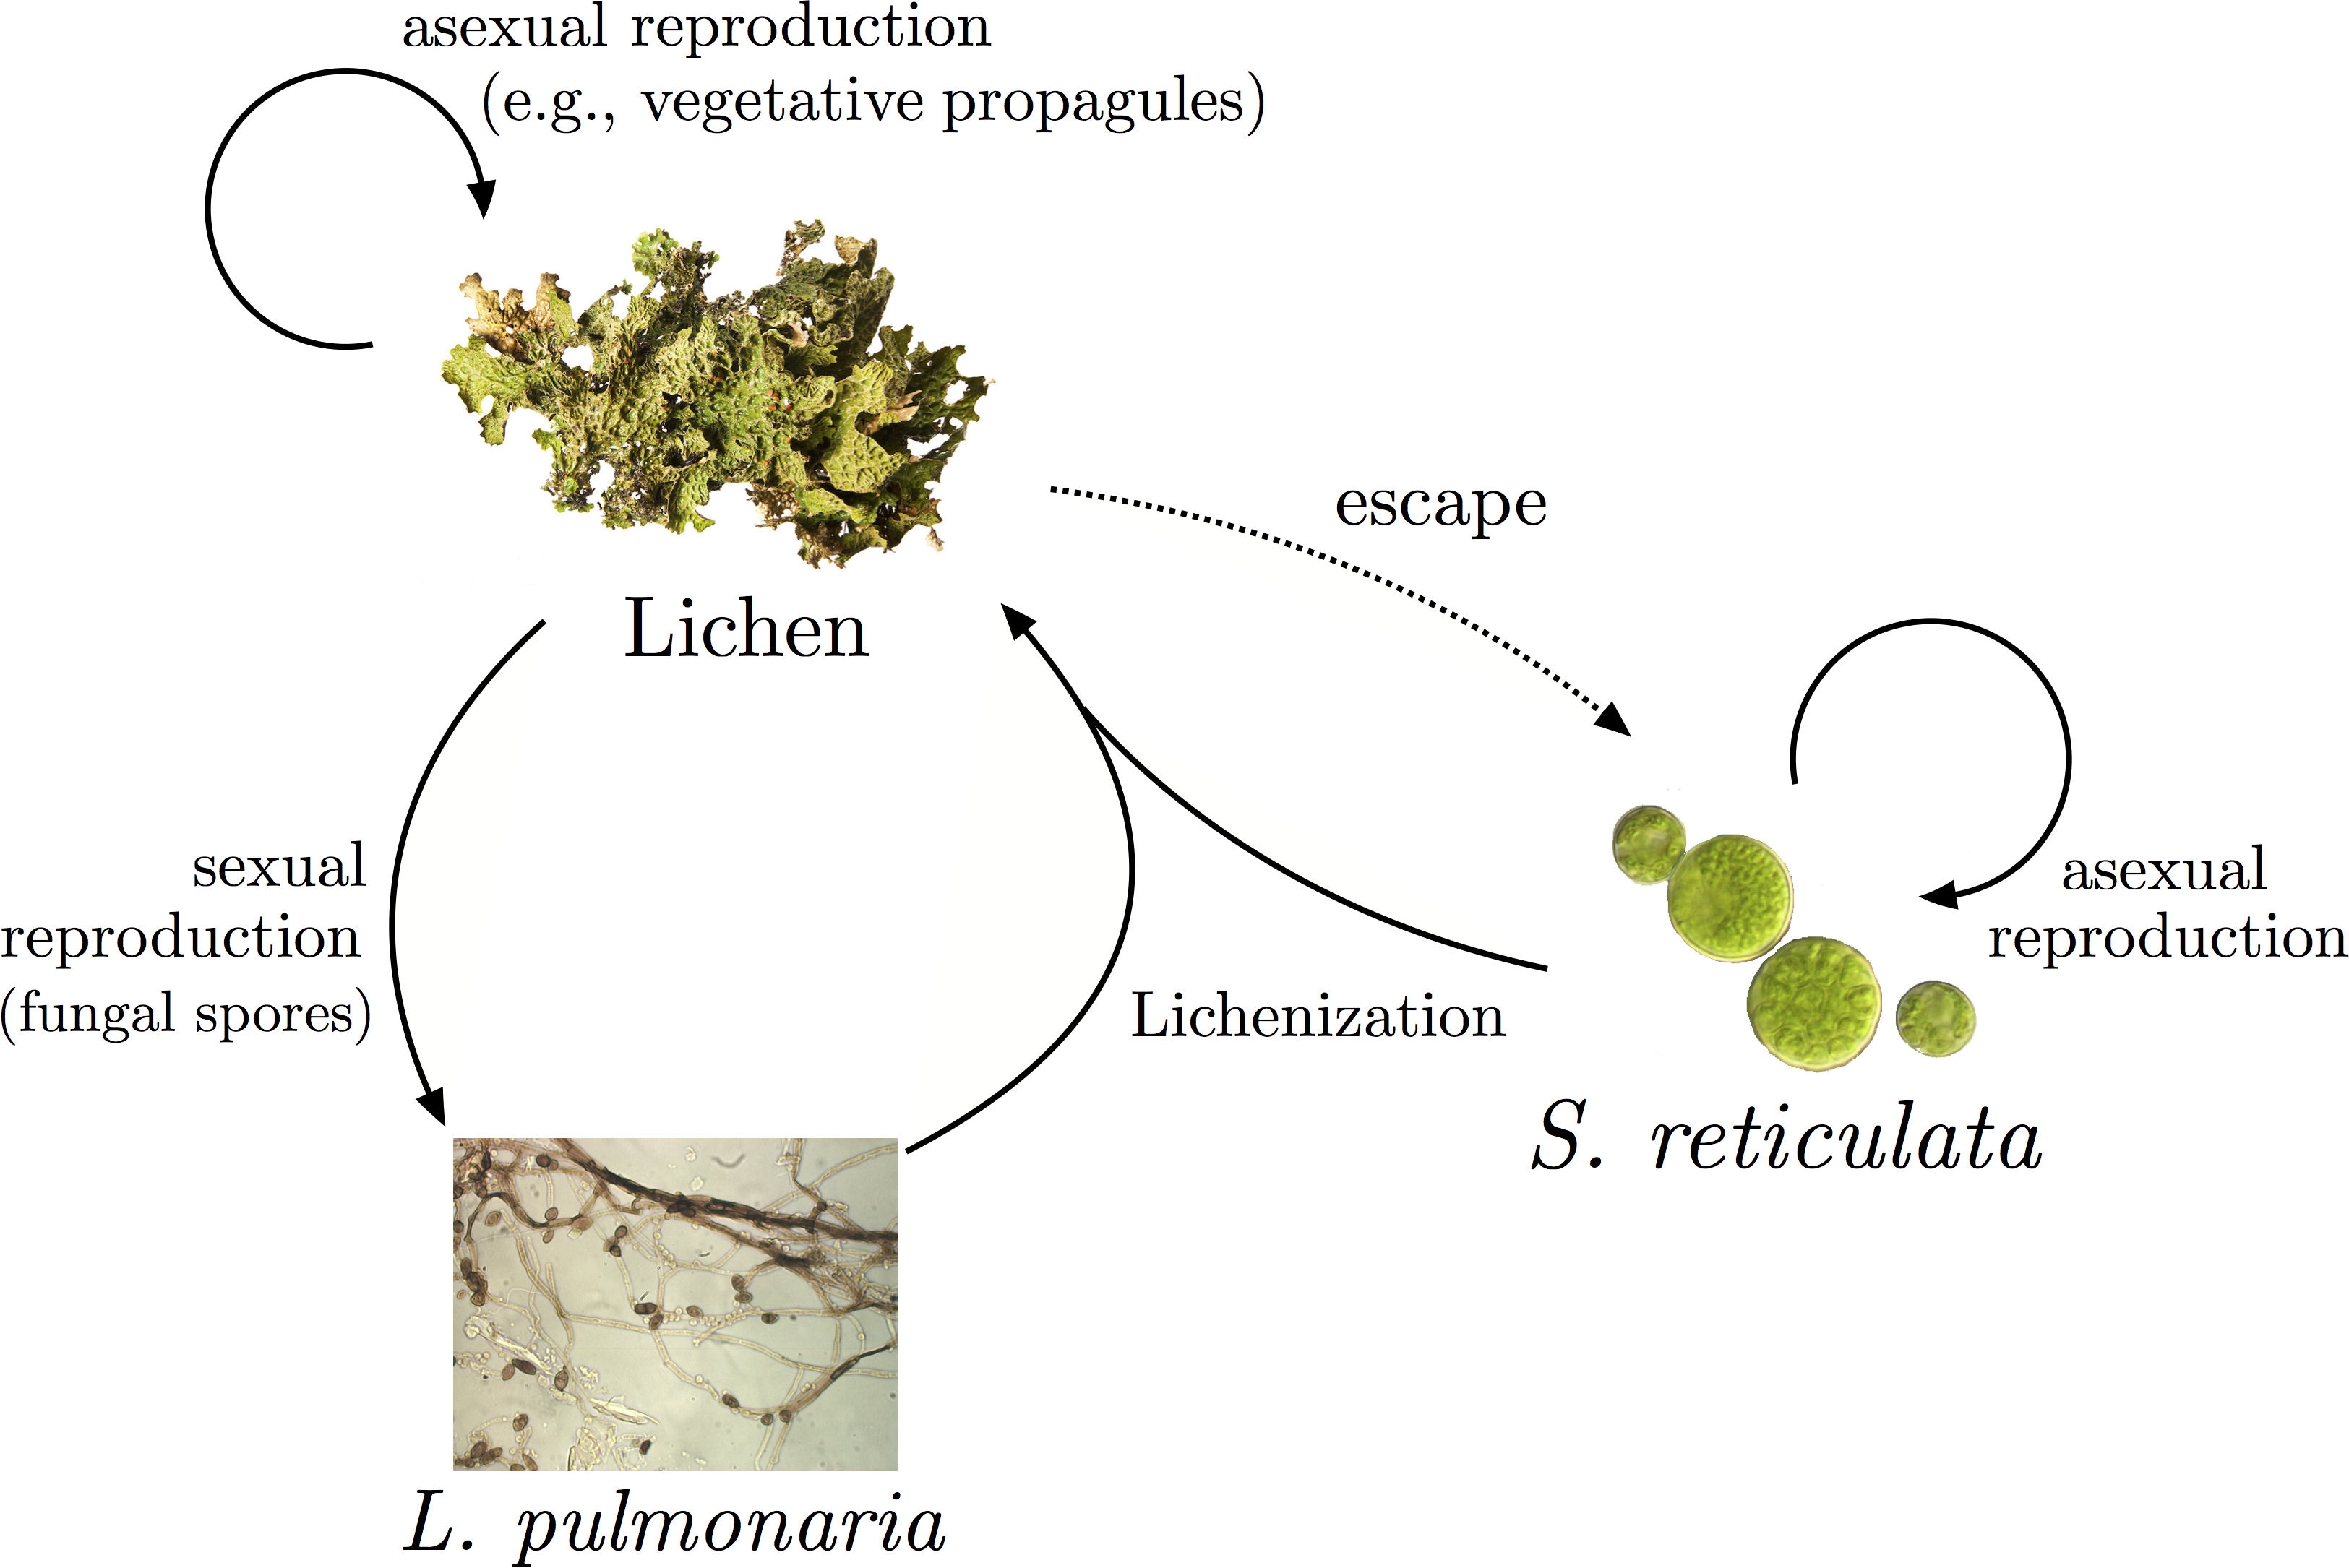 asexual reproduction
(e.g., vegetative propagules)
escape
Lichen
sexual
reproduction
(fungal spores)
asexual
reproduction
Lichenization
S. reticulata
L. pulmonaria